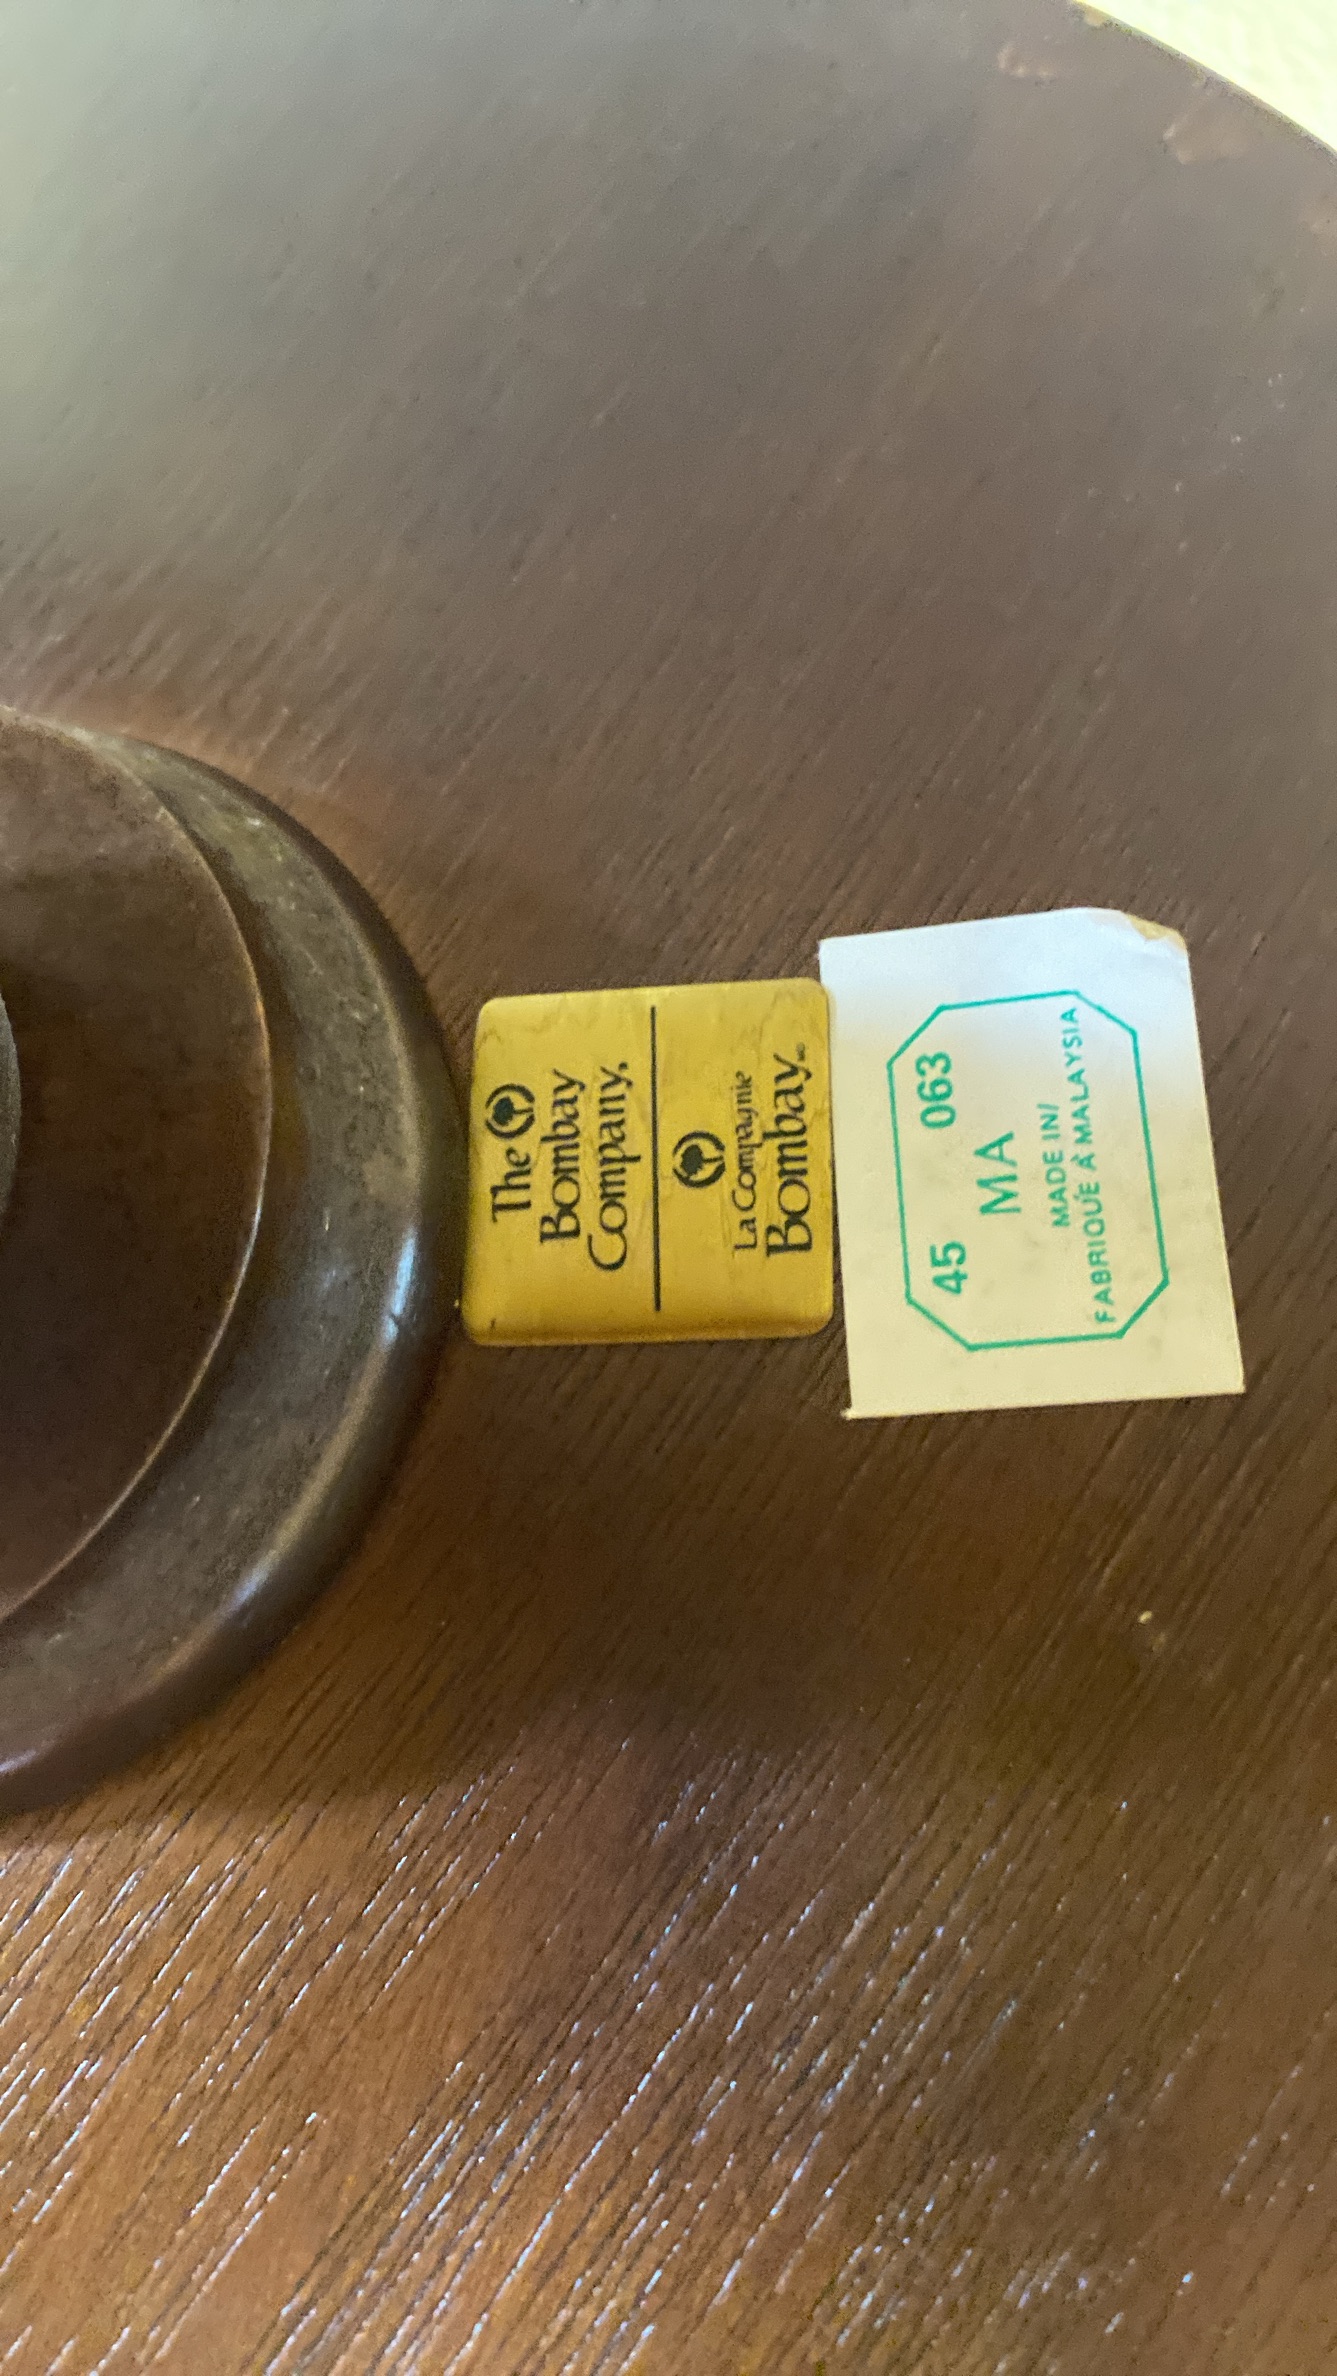 The
Bombay
Company.
La Compagnie
Bombay
45 063
MA
MADE IN/
FABRIQUÉ À MALAYSIA